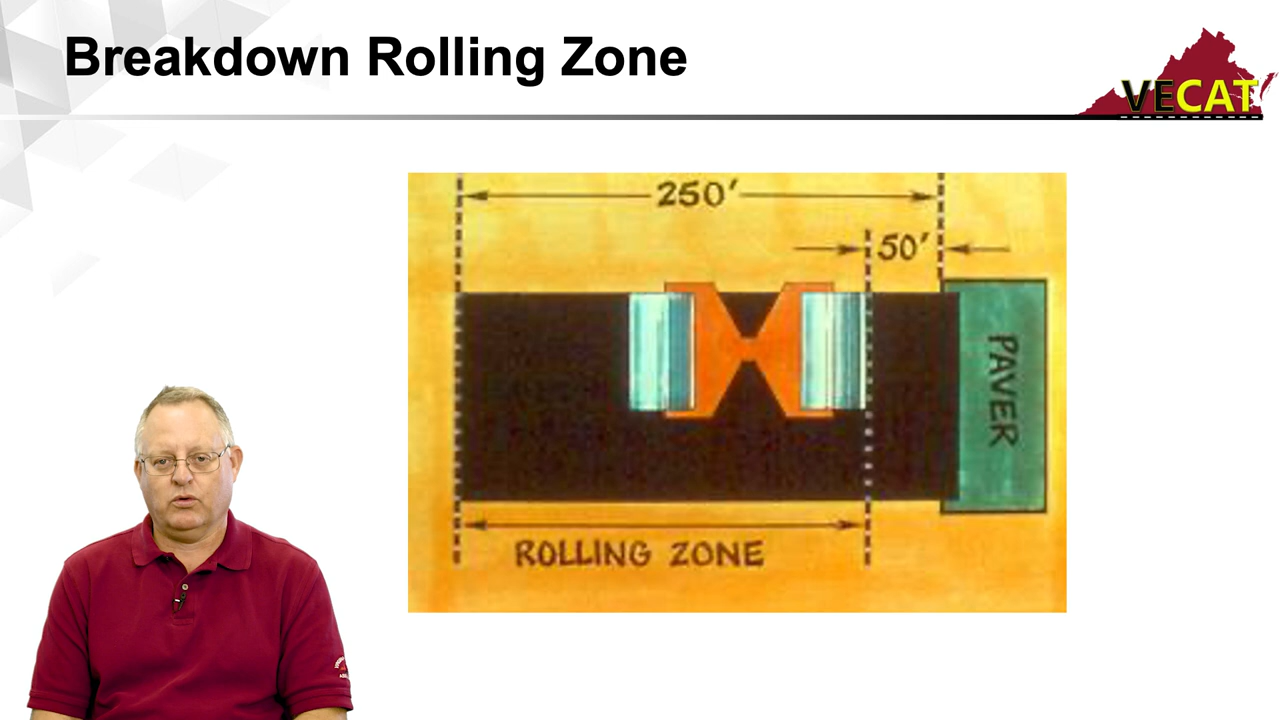 Breakdown Rolling Zone
VECAT
250'
50'
PAVER
ROLLING ZONE